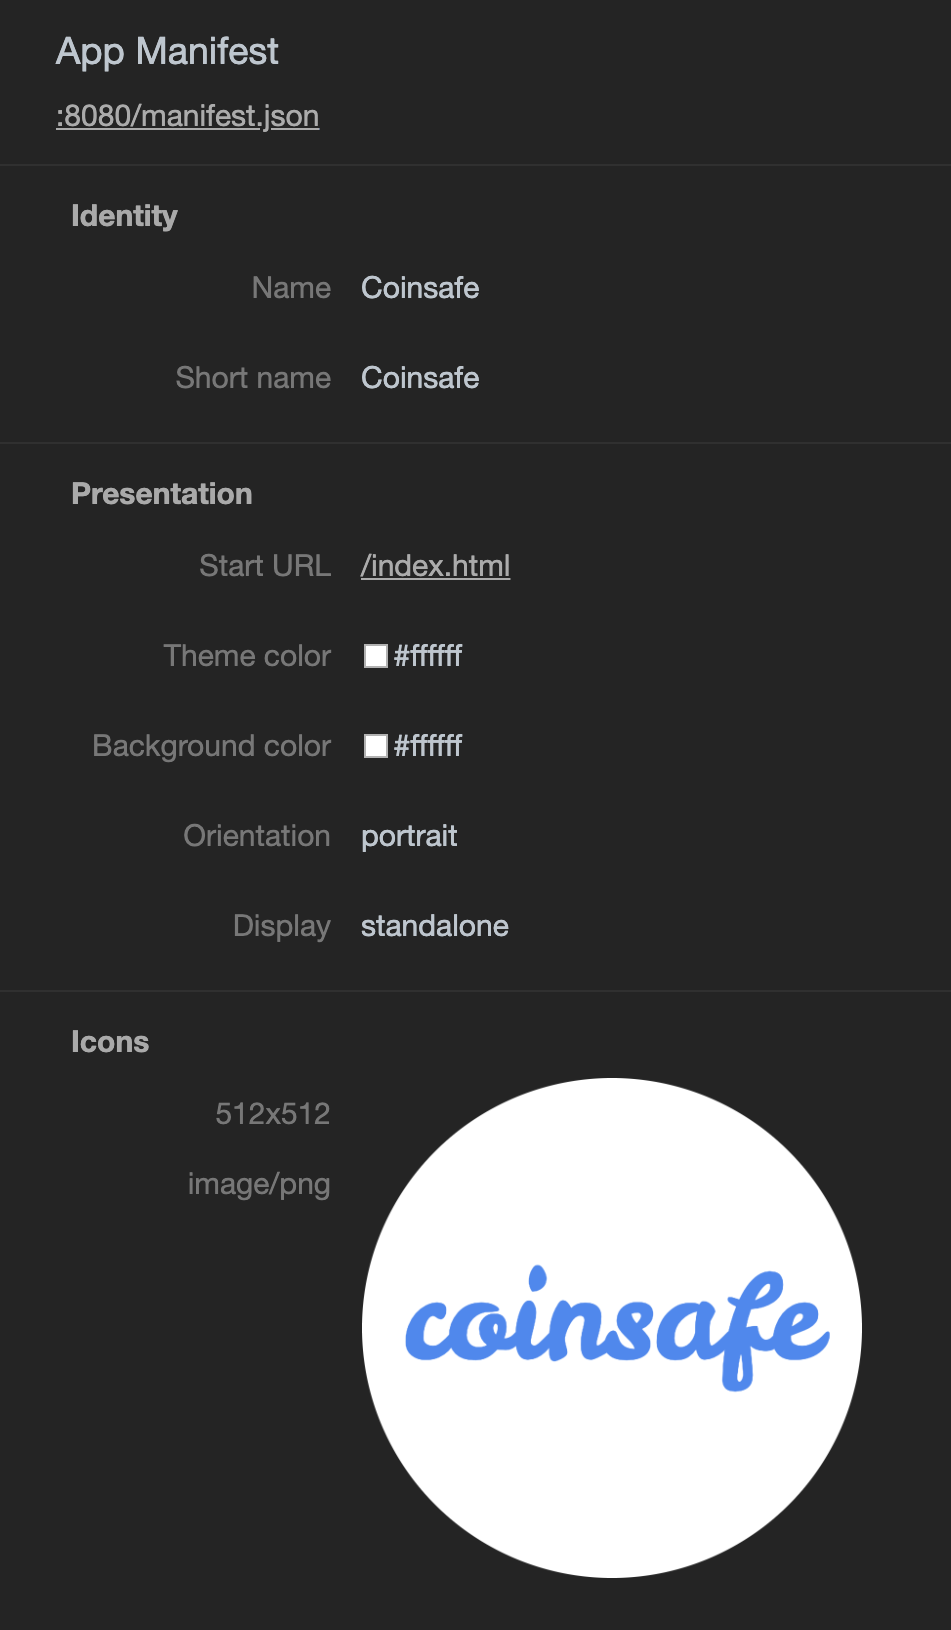 App Manifest
:8080/manifest.json
Identity
Name Coinsafe
Short name Coinsafe
Presentation
Start URL /index.html
Theme color #ffffff
Background color #ffffff
Orientation portrait
Display standalone
Icons
512x512
image/png
coinsafe